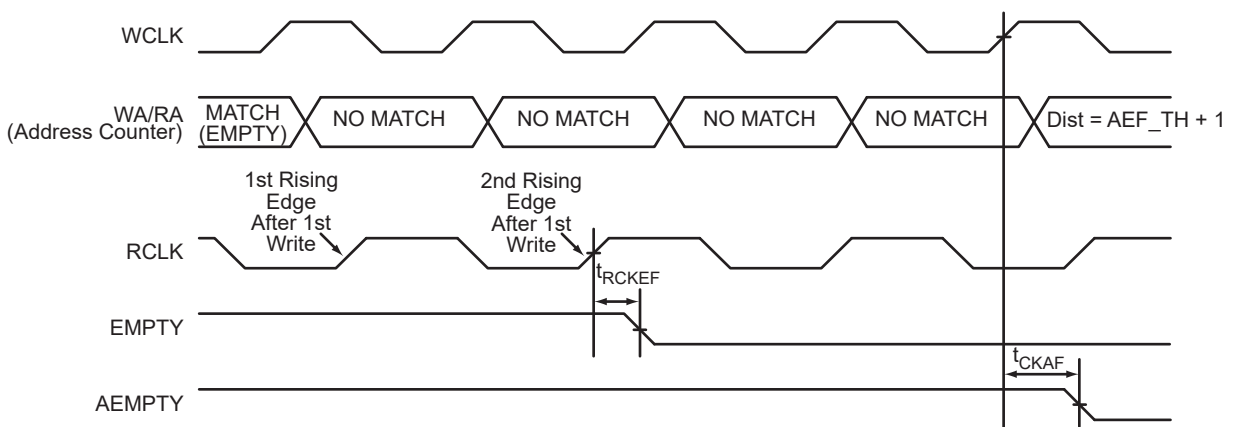 WCLK
WA/RA
(Address Counter)
MATCH
(EMPTY)
NO MATCH
NO MATCH
NO MATCH
NO MATCH
Dist = AEF_TH + 1
1st Rising
Edge
After 1st
Write
2nd Rising
Edge
After 1st
Write
RCLK
tRCKEF
EMPTY
tCKAF
AEMPTY